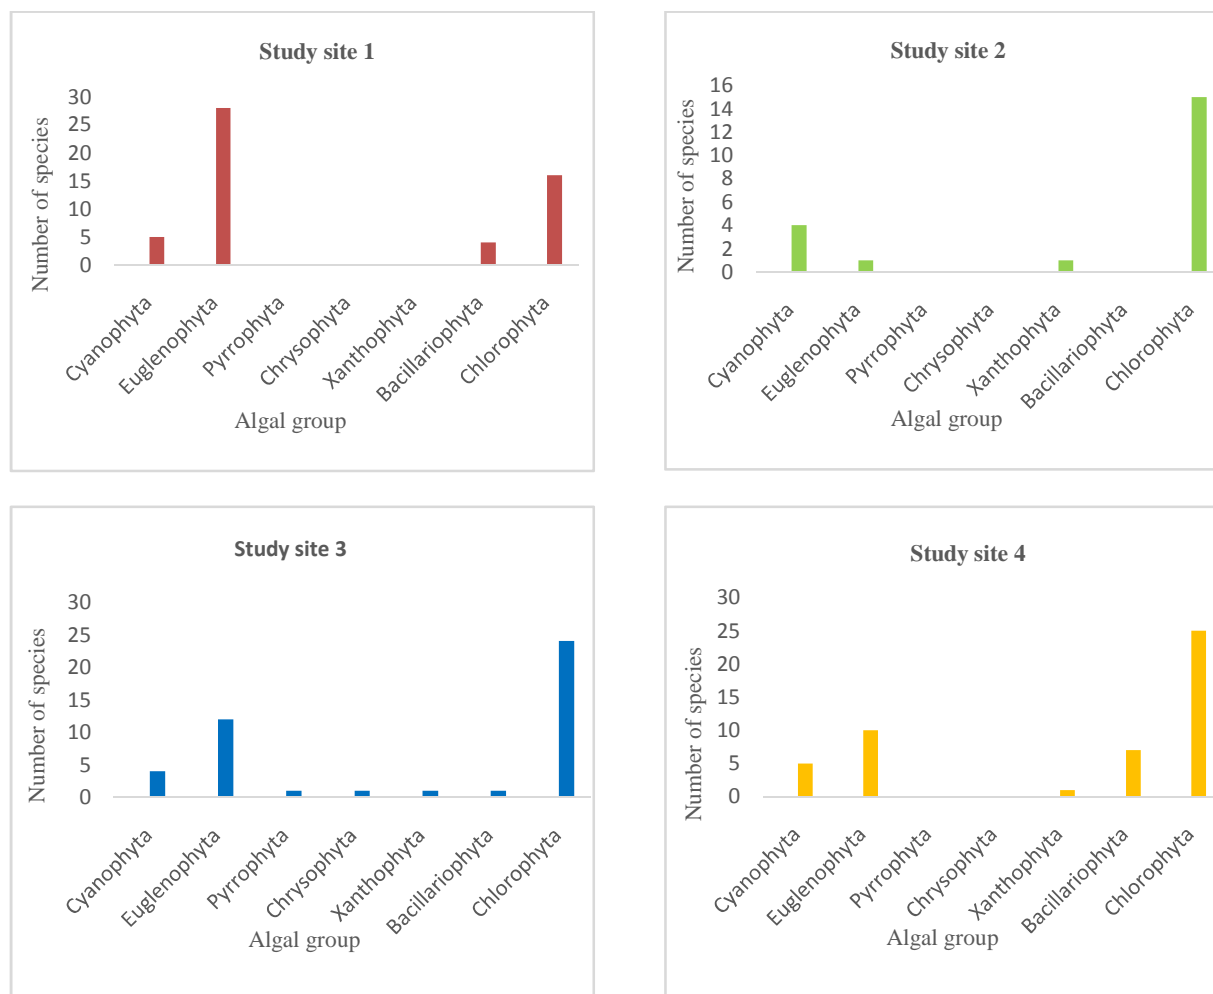 Study site 1
Number of species
30
25
20
15
10
5
0
Cyanophyta
Euglenophyta
Pyrrophyta
Chrysophyta
Xanthophyta
Bacillariophyta
Chlorophyta
Algal group
Study site 2
Number of species
16
14
12
10
8
6
4
2
0
Cyanophyta
Euglenophyta
Pyrrophyta
Chrysophyta
Xanthophyta
Bacillariophyta
Chlorophyta
Algal group
Study site 3
Number of species
30
25
20
15
10
5
0
Cyanophyta
Euglenophyta
Pyrrophyta
Chrysophyta
Xanthophyta
Bacillariophyta
Chlorophyta
Algal group
Study site 4
Number of species
30
25
20
15
10
5
0
Cyanophyta
Euglenophyta
Pyrrophyta
Chrysophyta
Xanthophyta
Bacillariophyta
Chlorophyta
Algal group